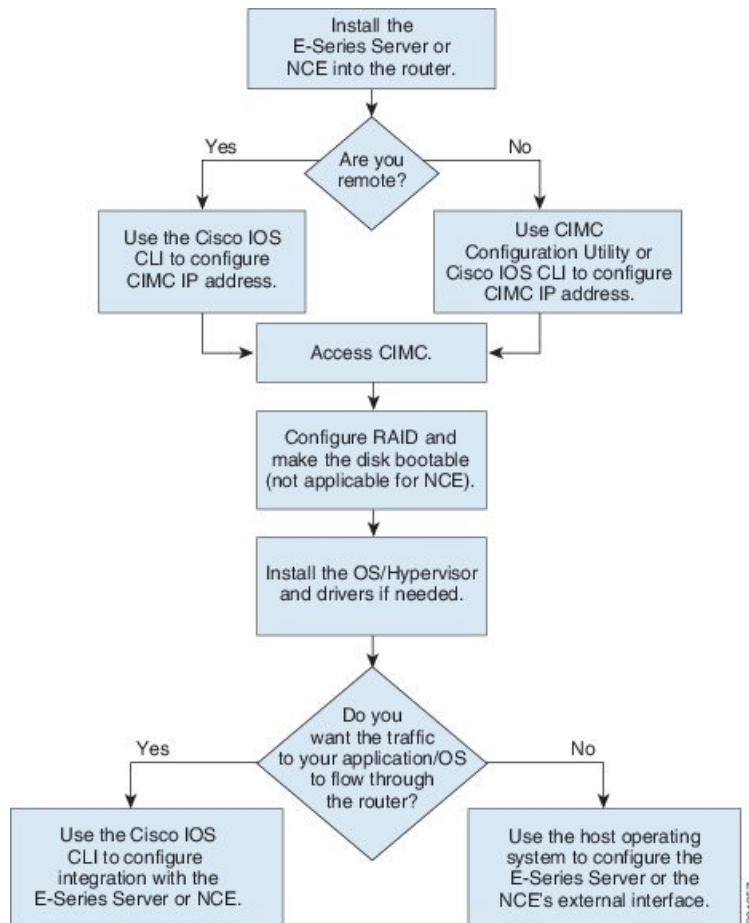 Install the
E-Series Server or
NCE into the router.
Yes
Are you
remote?
No
Use the Cisco IOS
CLI to configure
CIMC IP address.
Use CIMC
Configuration Utility or
Cisco IOS CLI to configure
CIMC IP address.
Access CIMC.
Configure RAID and
make the disk bootable
(not applicable for NCE).
Install the OS/Hypervisor
and drivers if needed.
Yes
Do you
want the traffic
to your application/OS
to flow through
the router?
No
Use the Cisco IOS
CLI to configure
integration with the
E-Series Server or NCE.
Use the host operating
system to configure the
E-Series Server or the
NCE's external interface.